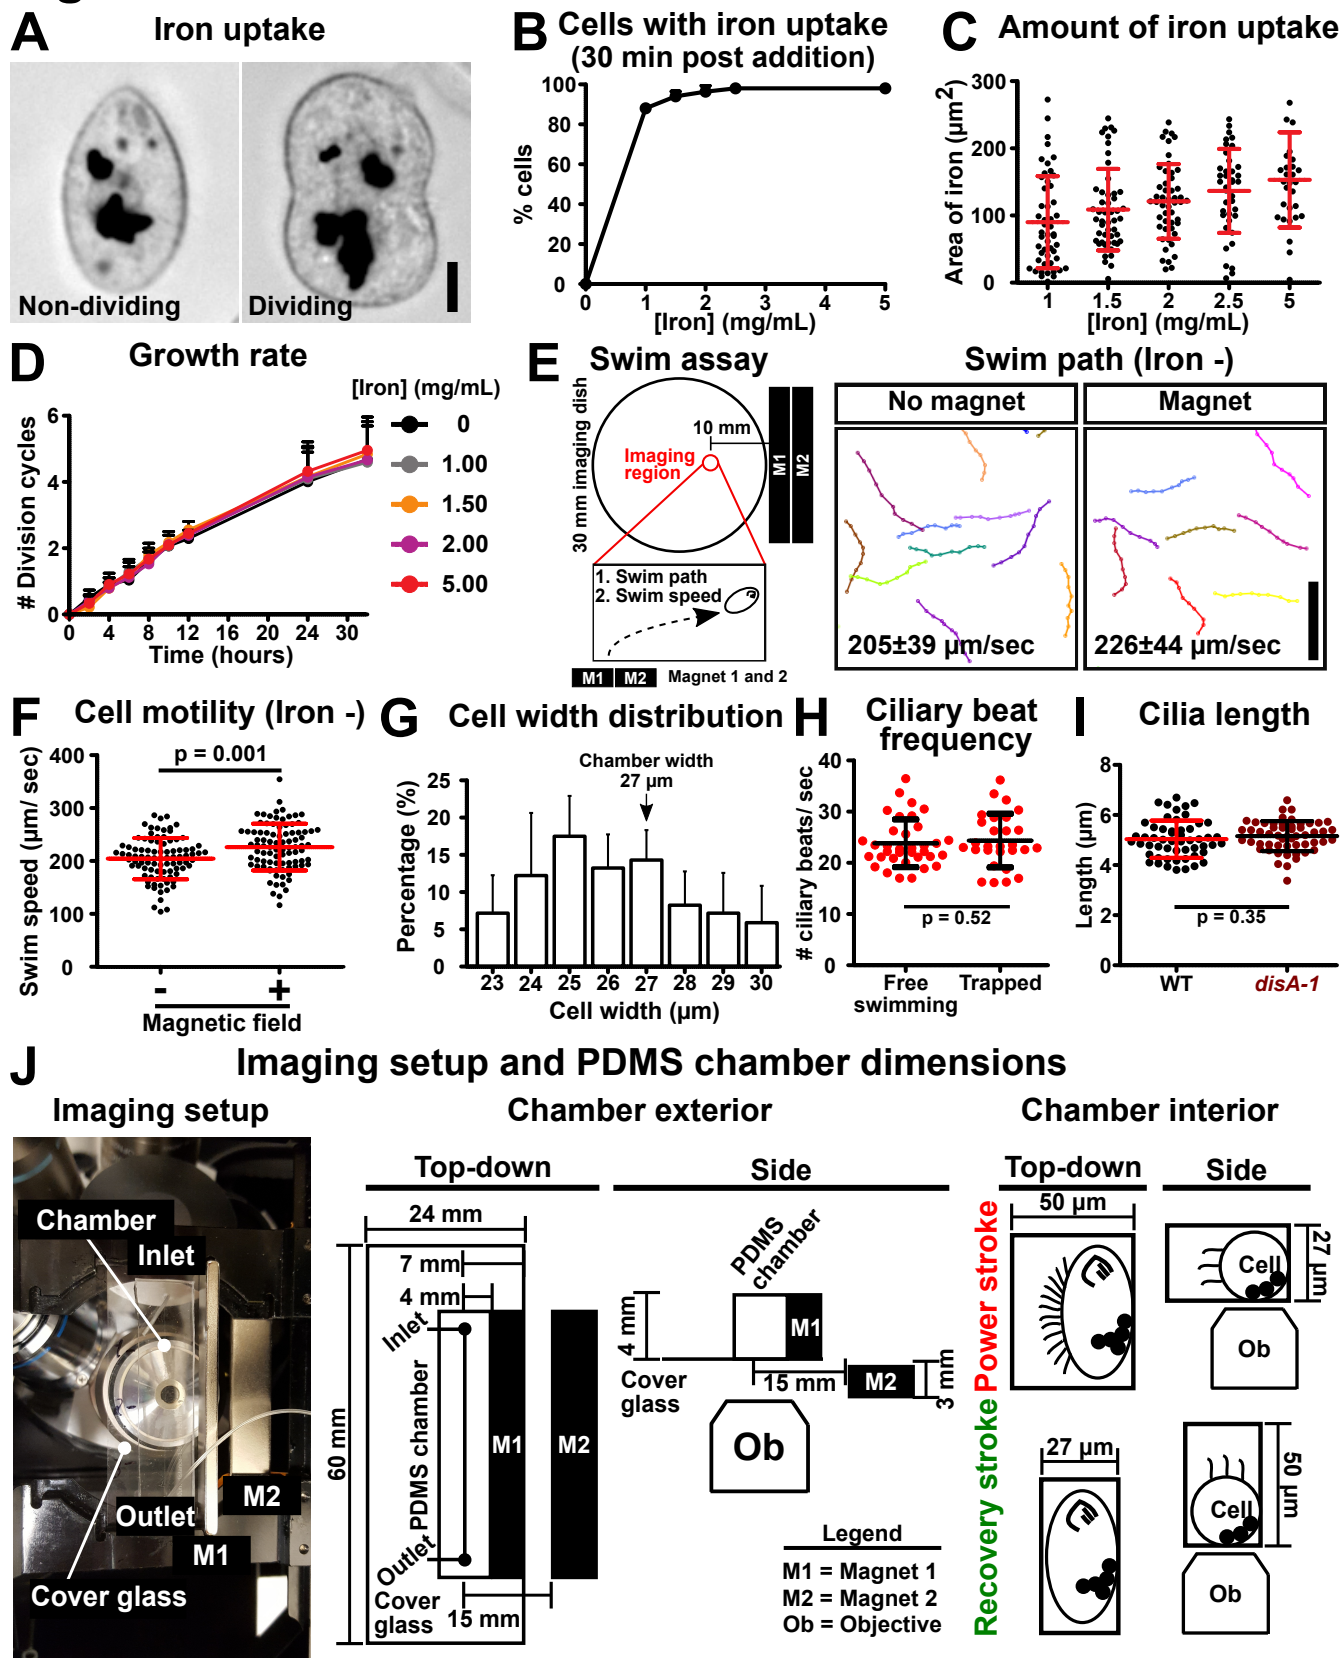 A
Iron uptake
Non-dividing
Dividing
B
Cells with iron uptake
(30 min post addition)
% cells
100
80
60
40
20
0
0
1
2
3
4
5
[Iron] (mg/mL)
C
Amount of iron uptake
Area of iron (µm2)
300
200
100
0
1
1.5
2
2.5
5
[Iron] (mg/mL)
D
Growth rate
# Division cycles
6
4
2
0
0
4
8
12
16
20
24
30
Time (hours)
[Iron] (mg/mL)
0
1.00
1.50
2.00
5.00
E
Swim assay
30 mm imaging dish
10 mm
Imaging
region
M1
M2
1. Swim path
2. Swim speed
M1
M2
Magnet 1 and 2
Swim path (Iron -)
No magnet
Magnet
205±39 µm/sec
226±44 µm/sec
F
Cell motility (Iron -)
p = 0.001
Swim speed (µm/ sec)
400
300
200
100
0
-
+
Magnetic field
G
Cell width distribution
Chamber width
27 µm
Percentage (%)
25
20
15
10
5
0
23
24
25
26
27
28
29
30
Cell width (µm)
H
Ciliary beat
frequency
# ciliary beats/ sec
40
30
20
10
0
p = 0.52
Free
swimming
Trapped
I
Cilia length
Length (µm)
8
6
4
2
0
p = 0.35
WT
disA-1
J
Imaging setup and PDMS chamber dimensions
Imaging setup
Chamber
Inlet
Outlet
M1
M2
Cover glass
Chamber exterior
Top-down
24 mm
7 mm
4 mm
60 mm
Inlet
PDMS chamber
Outlet
M1
M2
Cover
glass
15 mm
Side
PDMS
chamber
4 mm
M1
Cover
glass
15 mm
M2
3 mm
Ob
Legend
M1 = Magnet 1
M2 = Magnet 2
Ob = Objective
Chamber interior
Top-down
Side
Power stroke
50 µm
Cell
27 µm
Ob
Recovery stroke
27 µm
Cell
50 µm
Ob